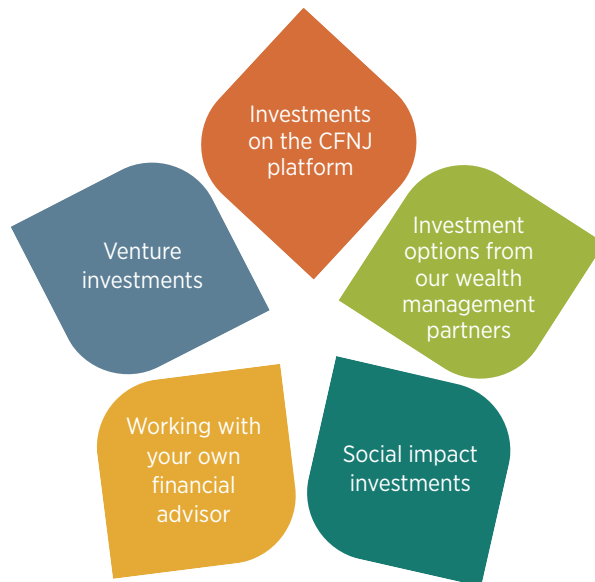 Investments
on the CFNJ
platform
Investment
options from
our wealth
management
partners
Social impact
investments
Working with
your own
financial
advisor
Venture
investments